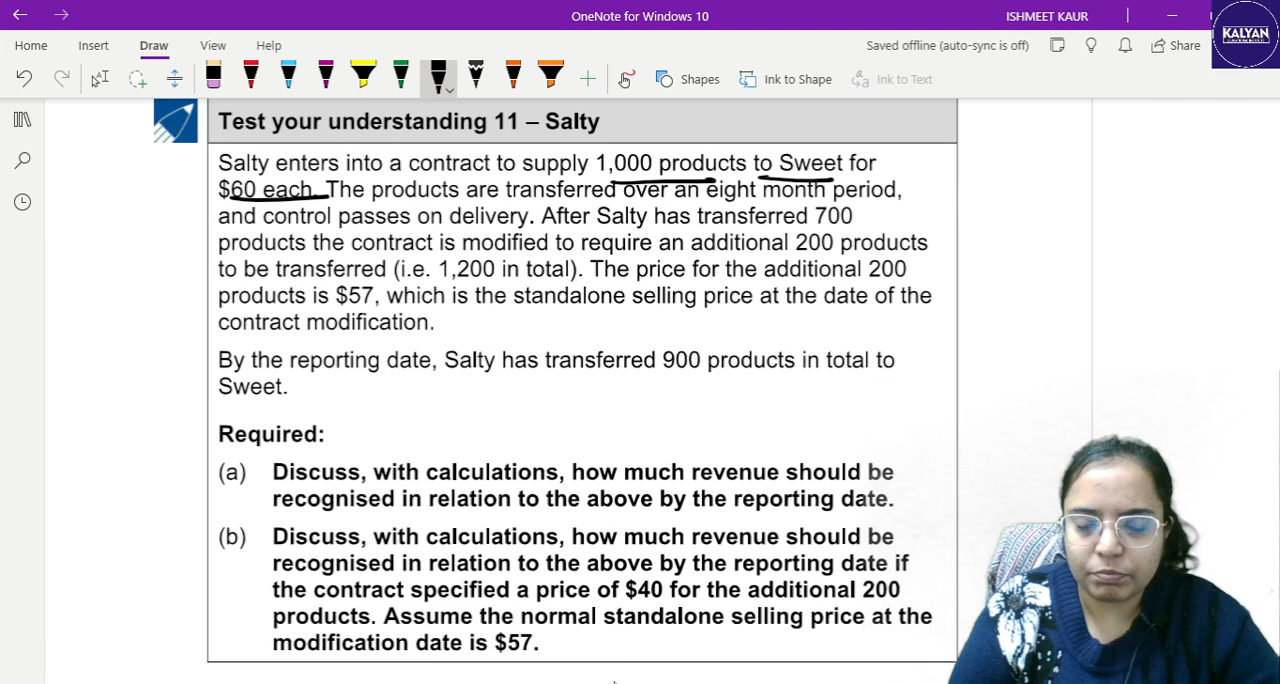 OneNote for Windows 10
ISHMEET KAUR
KALYAN
Home Insert Draw View Help
Saved offline (auto-sync is off)
Share
Shapes
Ink to Shape
Ink to Text
Test your understanding 11 – Salty
Salty enters into a contract to supply 1,000 products to Sweet for
$60 each. The products are transferred over an eight month period,
and control passes on delivery. After Salty has transferred 700
products the contract is modified to require an additional 200 products
to be transferred (i.e. 1,200 in total). The price for the additional 200
products is $57, which is the standalone selling price at the date of the
contract modification.
By the reporting date, Salty has transferred 900 products in total to
Sweet.
Required:
(a) Discuss, with calculations, how much revenue should be
recognised in relation to the above by the reporting date.
(b) Discuss, with calculations, how much revenue should be
recognised in relation to the above by the reporting date if
the contract specified a price of $40 for the additional 200
products. Assume the normal standalone selling price at the
modification date is $57.